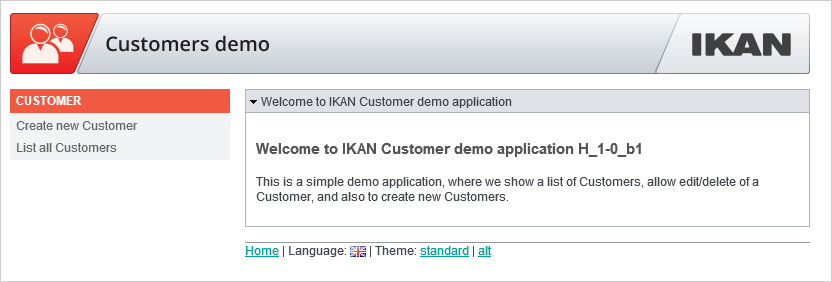 Customers demo
IKAN
CUSTOMER
Create new Customer
List all Customers
Welcome to IKAN Customer demo application
Welcome to IKAN Customer demo application H_1-0_b1
This is a simple demo application, where we show a list of Customers, allow edit/delete of a
Customer, and also to create new Customers.
Home | Language: | Theme: standard | alt